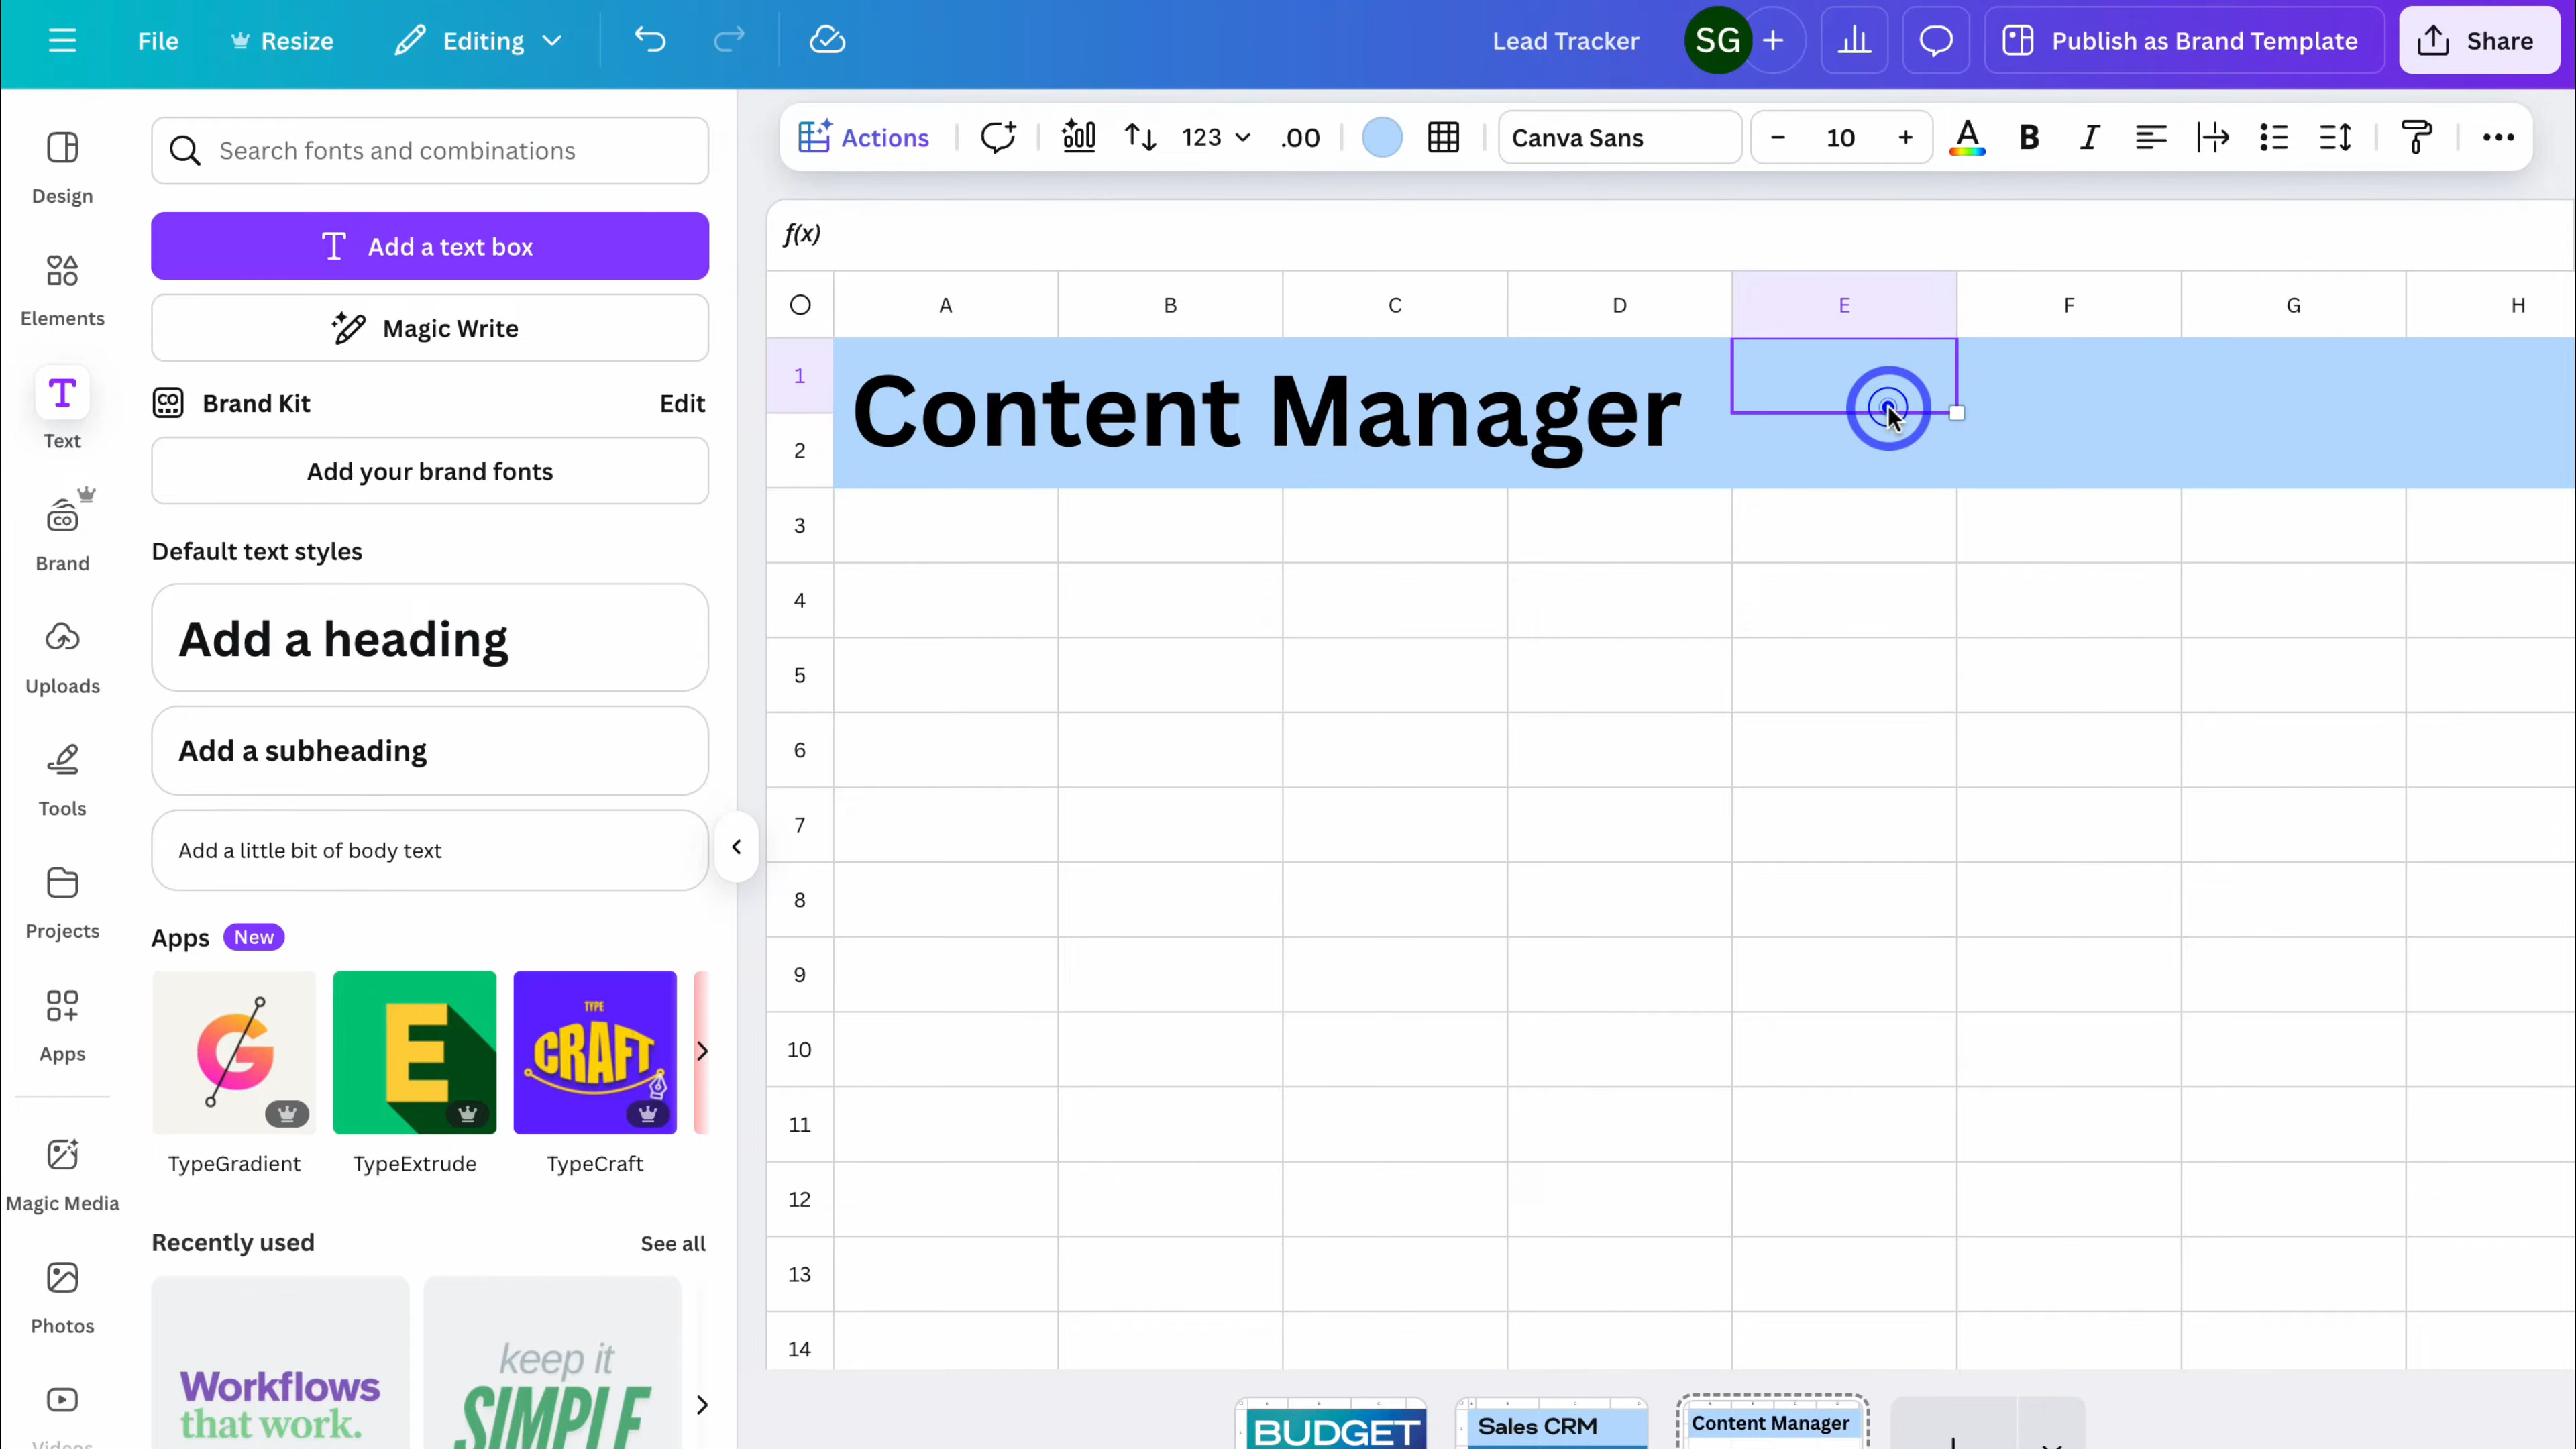 File
Resize
Editing
Lead Tracker
SG
Publish as Brand Template
Share
Design
Elements
Text
Brand
Uploads
Tools
Projects
Apps
Magic Media
Photos
Videos
Search fonts and combinations
Add a text box
Magic Write
Brand Kit
Edit
Add your brand fonts
Default text styles
Add a heading
Add a subheading
Add a little bit of body text
Apps New
G
E
TYPE
CRAFT
TypeGradient
TypeExtrude
TypeCraft
Recently used
See all
Workflows
that work.
keep it
SIMPLE
Actions
123
.00
Canva Sans
10
A
B
I
f(x)
A B C D E F G H
1
Content Manager
2
3
4
5
6
7
8
9
10
11
12
13
14
BUDGET
Sales CRM
Content Manager